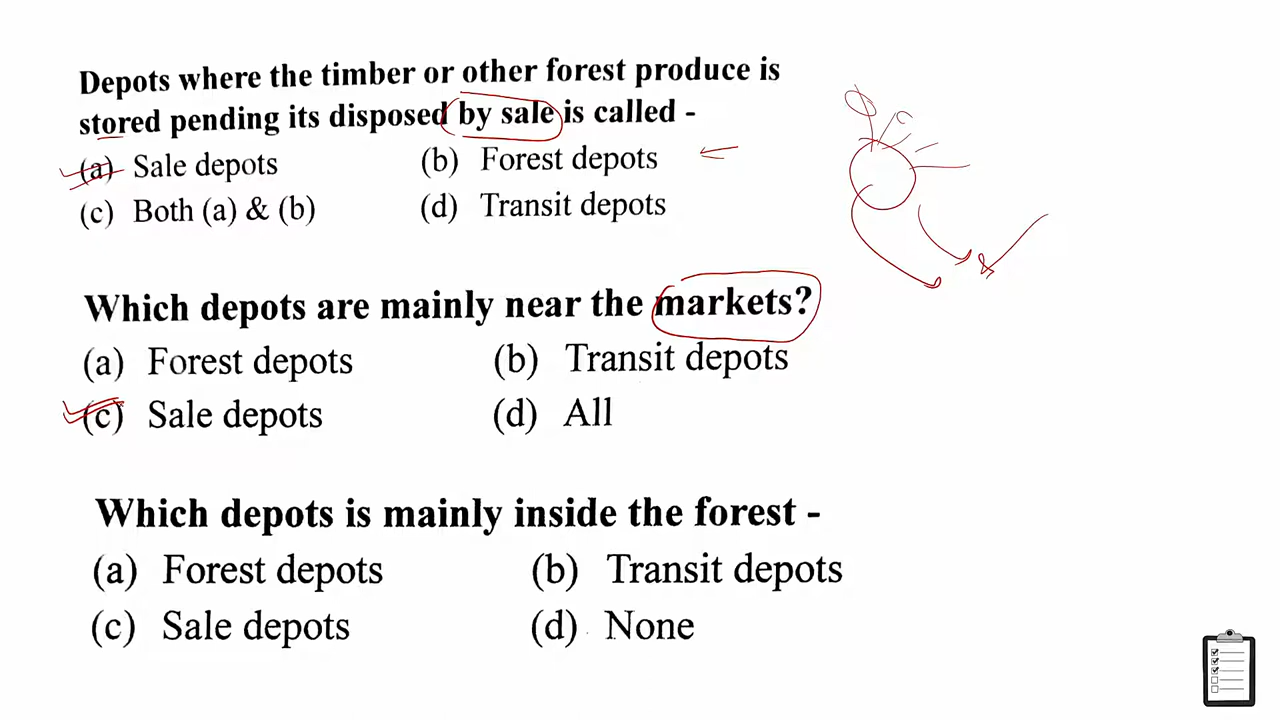 Depots where the timber or other forest produce is
stored pending its disposed by sale is called -
(a) Sale depots (b) Forest depots
(c) Both (a) & (b) (d) Transit depots
Which depots are mainly near the markets?
(a) Forest depots (b) Transit depots
(c) Sale depots (d) All
Which depots is mainly inside the forest -
(a) Forest depots (b) Transit depots
(c) Sale depots (d) None